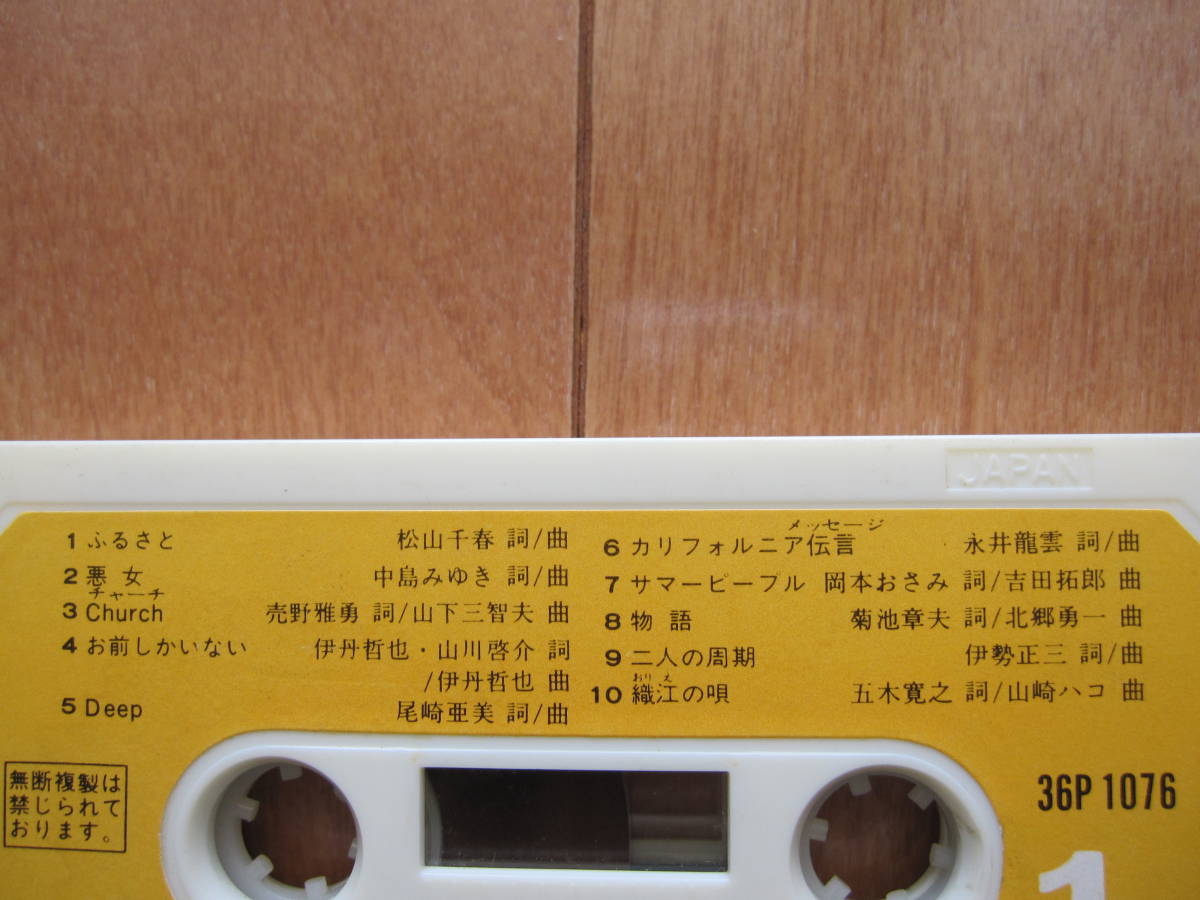 JAPAN
1 ふるさと 松山千春 詞/曲
2 悪女 中島みゆき 詞/曲
チャーチ
3 Church 売野雅勇 詞/山下三智夫 曲
4 お前しかいない 伊丹哲也・山川啓介 詞
/伊丹哲也 曲
5 Deep 尾崎亜美 詞/曲
メッセージ
6 カリフォルニア伝言 永井龍雲 詞/曲
7 サマーピープル 岡本おさみ 詞/吉田拓郎 曲
8 物語 菊池章夫 詞/北郷勇一 曲
9 二人の周期 伊勢正三 詞/曲
おりえ
10 織江の唄 五木寛之 詞/山崎ハコ 曲
無断複製は
禁じられて
おります。
36P 1076
1